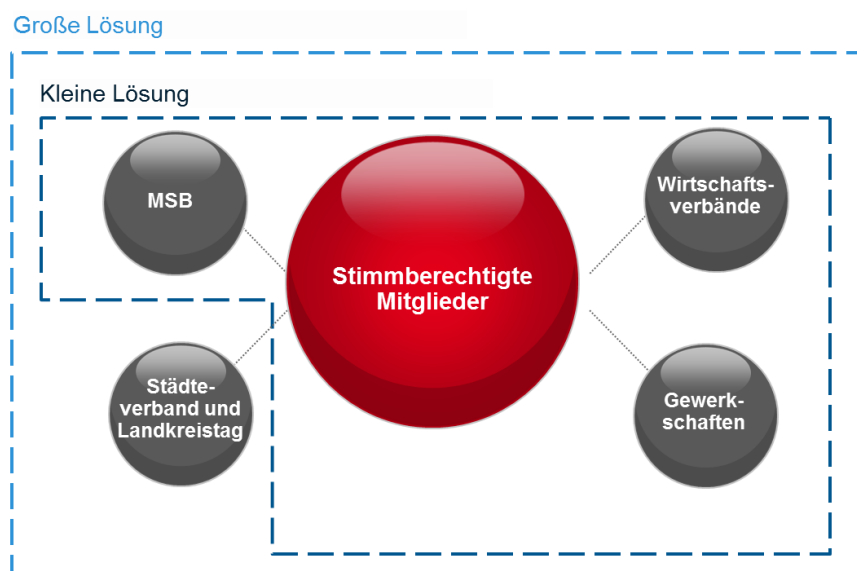 Große Lösung
Kleine Lösung
MSB
Wirtschafts-
verbände
Stimmberechtigte
Mitglieder
Städte-
verband und
Landkreistag
Gewerk-
schaften